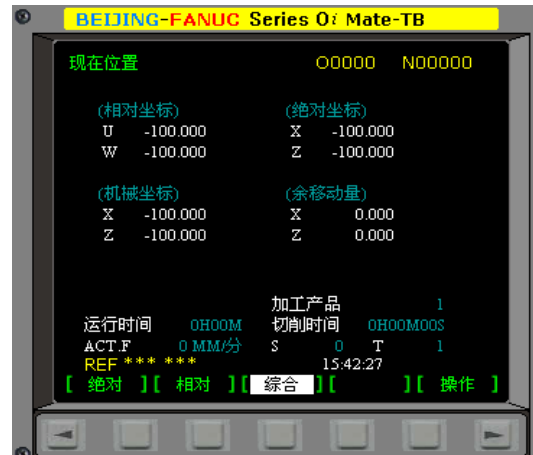 BEIJING-FANUC Series 0i Mate-TB
现在位置 O0000 N00000
(相对坐标) (绝对坐标)
U -100.000 X -100.000
W -100.000 Z -100.000
(机械坐标) (余移动量)
X -100.000 X 0.000
Z -100.000 Z 0.000
加工产品 1
运行时间 0H00M 切削时间 0H00M00S
ACT.F 0 MM/分 S 0 T 1
REF *** *** 15:42:27
[ 绝对 ][ 相对 ][ 综合 ][ ][ 操作 ]